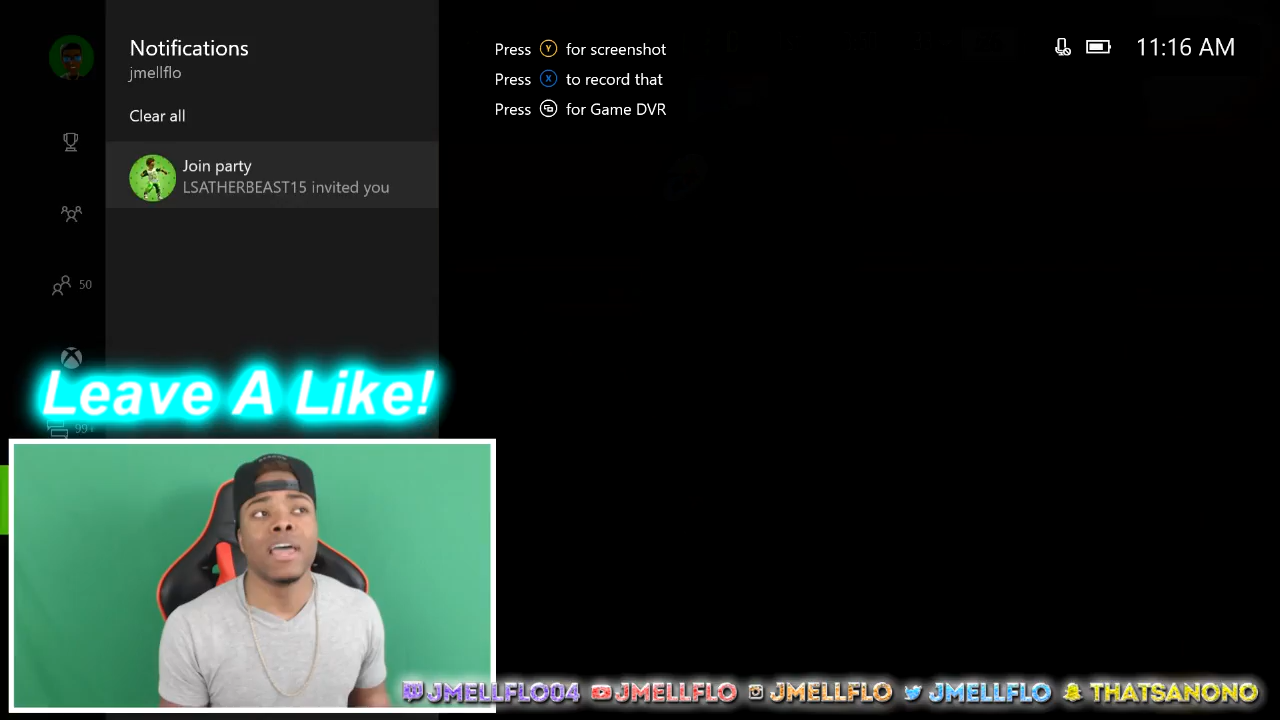 Notifications
jmellflo
Clear all
Join party
LSATHERBEAST15 invited you
50
99+
Press Y for screenshot
Press X to record that
Press for Game DVR
11:16 AM
Leave A Like!
JMELLFLO04 JMELLFLO JMELLFLO JMELLFLO THATSANONO